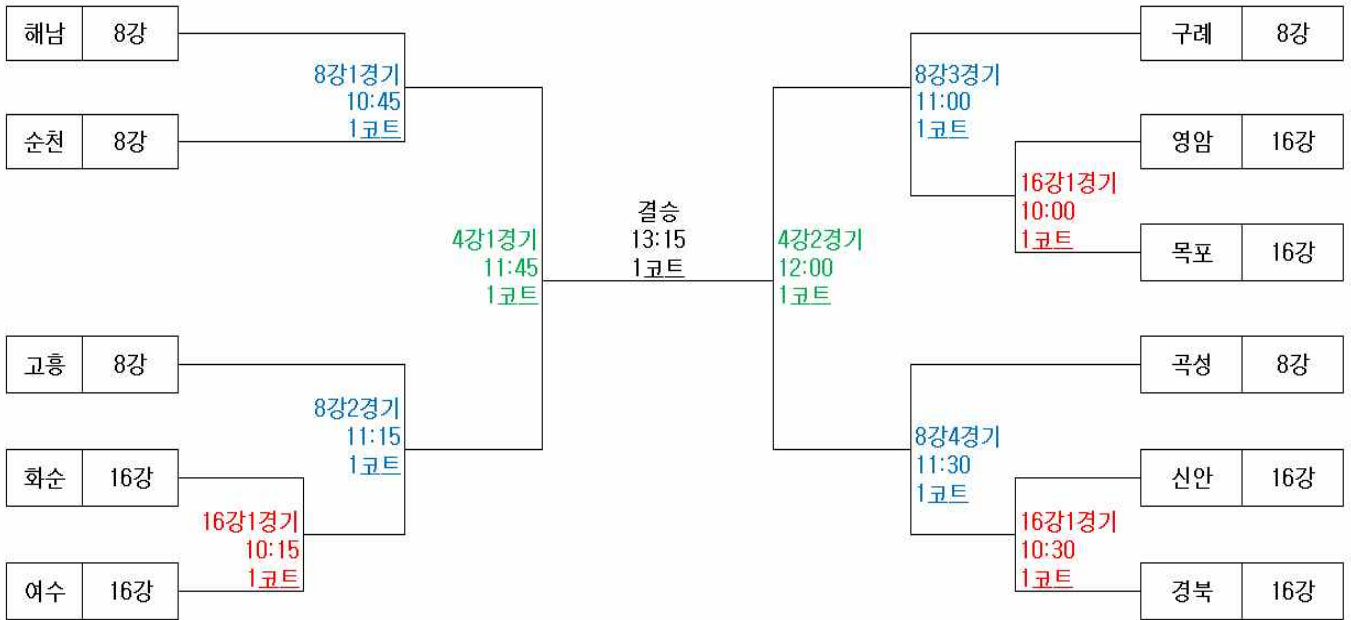 해남 8강
8강1경기
10:45
1코트
순천 8강
4강1경기
11:45
1코트
고흥 8강
8강2경기
11:15
1코트
화순 16강
16강1경기
10:15
1코트
여수 16강
결승
13:15
1코트
구례 8강
8강3경기
11:00
1코트
영암 16강
16강1경기
10:00
1코트
목포 16강
4강2경기
12:00
1코트
곡성 8강
8강4경기
11:30
1코트
신안 16강
16강1경기
10:30
1코트
경북 16강